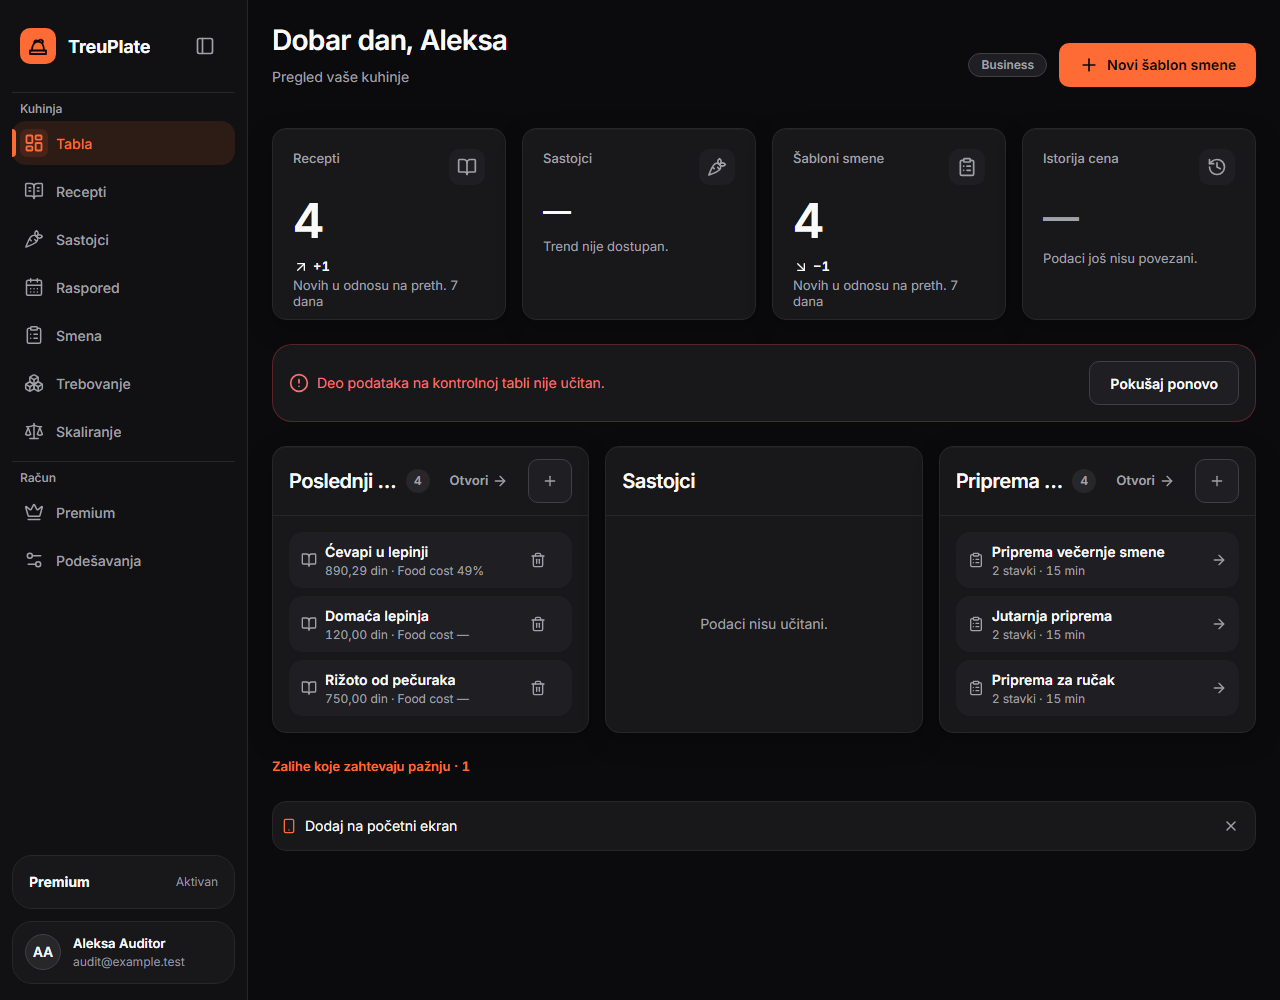 TreuPlate
Kuhinja
Tabla
Recepti
Sastojci
Raspored
Smena
Trebovanje
Skaliranje
Račun
Premium
Podešavanja
Premium
Aktivan
AA
Aleksa Auditor
audit@example.test
Dobar dan, Aleksa
Pregled vaše kuhinje
Business
Novi šablon smene
Recepti
4
+1
Novih u odnosu na preth. 7
dana
Sastojci
—
Trend nije dostupan.
Šabloni smene
4
−1
Novih u odnosu na preth. 7
dana
Istorija cena
—
Podaci još nisu povezani.
Deo podataka na kontrolnoj tabli nije učitan.
Pokušaj ponovo
Poslednji ...
4
Otvori
Ćevapi u lepinji
890,29 din · Food cost 49%
Domaća lepinja
120,00 din · Food cost —
Rižoto od pečuraka
750,00 din · Food cost —
Sastojci
Podaci nisu učitani.
Priprema ...
4
Otvori
Priprema večernje smene
2 stavki · 15 min
Jutarnja priprema
2 stavki · 15 min
Priprema za ručak
2 stavki · 15 min
Zalihe koje zahtevaju pažnju · 1
Dodaj na početni ekran